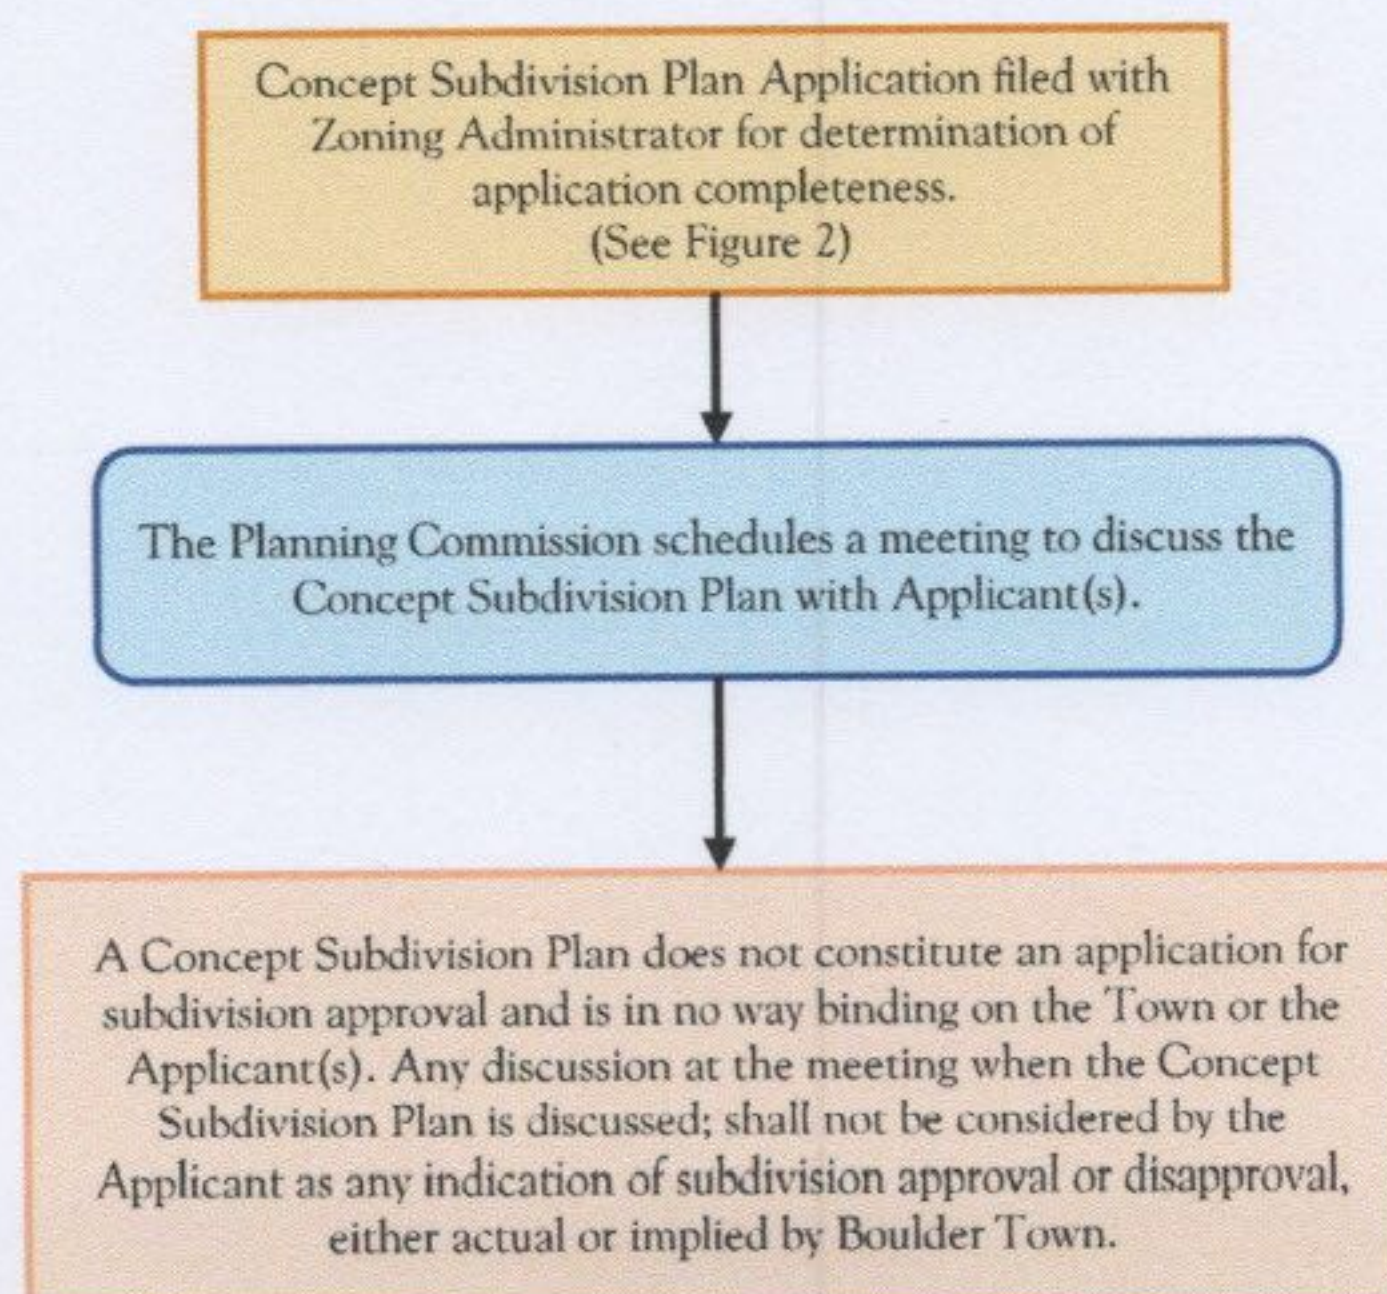 Concept Subdivision Plan Application filed with
Zoning Administrator for determination of
application completeness.
(See Figure 2)
The Planning Commission schedules a meeting to discuss the
Concept Subdivision Plan with Applicant(s).
A Concept Subdivision Plan does not constitute an application for
subdivision approval and is in no way binding on the Town or the
Applicant(s). Any discussion at the meeting when the Concept
Subdivision Plan is discussed; shall not be considered by the
Applicant as any indication of subdivision approval or disapproval,
either actual or implied by Boulder Town.